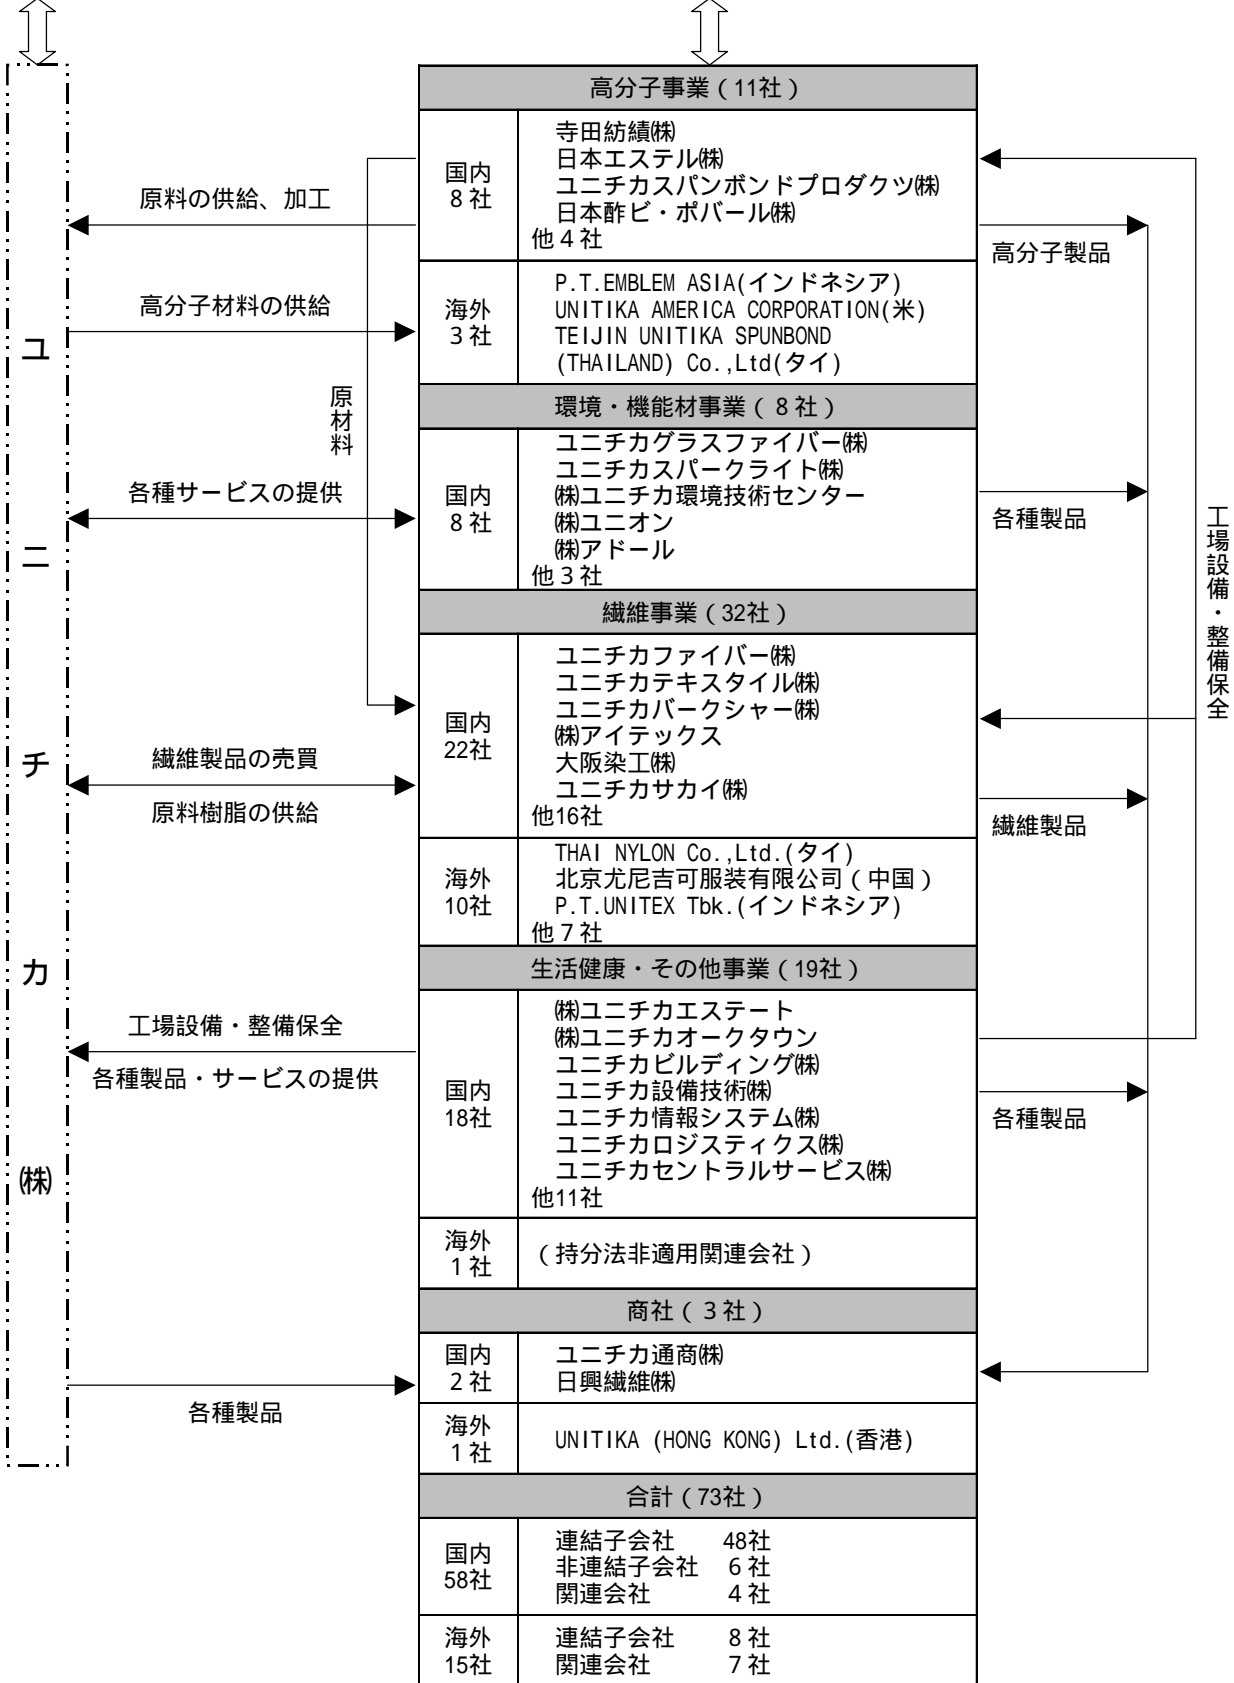 ユニチカ㈱
高分子事業（11社）
国内
８社
寺田紡績㈱
日本エステル㈱
ユニチカスパンボンドプロダクツ㈱
日本酢ビ・ポバール㈱
他４社
原料の供給、加工
高分子製品
海外
３社
P.T.EMBLEM ASIA(インドネシア)
UNITIKA AMERICA CORPORATION(米)
TEIJIN UNITIKA SPUNBOND
(THAILAND) Co.,Ltd(タイ)
高分子材料の供給
原材料
環境・機能材事業（８社）
国内
８社
ユニチカグラスファイバー㈱
ユニチカスパークライト㈱
㈱ユニチカ環境技術センター
㈱ユニオン
㈱アドール
他３社
各種サービスの提供
各種製品
工場設備・整備保全
繊維事業（32社）
国内
22社
ユニチカファイバー㈱
ユニチカテキスタイル㈱
ユニチカバークシャー㈱
㈱アイテックス
大阪染工㈱
ユニチカサカイ㈱
他16社
繊維製品の売買
原料樹脂の供給
繊維製品
海外
10社
THAI NYLON Co.,Ltd.(タイ)
北京尤尼吉可服装有限公司（中国）
P.T.UNITEX Tbk.(インドネシア)
他７社
生活健康・その他事業（19社）
国内
18社
㈱ユニチカエステート
㈱ユニチカオークタウン
ユニチカビルディング㈱
ユニチカ設備技術㈱
ユニチカ情報システム㈱
ユニチカロジスティクス㈱
ユニチカセントラルサービス㈱
他11社
工場設備・整備保全
各種製品・サービスの提供
各種製品
海外
１社
（持分法非適用関連会社）
商社（３社）
国内
２社
ユニチカ通商㈱
日興繊維㈱
各種製品
海外
１社
UNITIKA (HONG KONG) Ltd.(香港)
合計（73社）
国内
58社
連結子会社 48社
非連結子会社 ６社
関連会社 ４社
海外
15社
連結子会社 ８社
関連会社 ７社